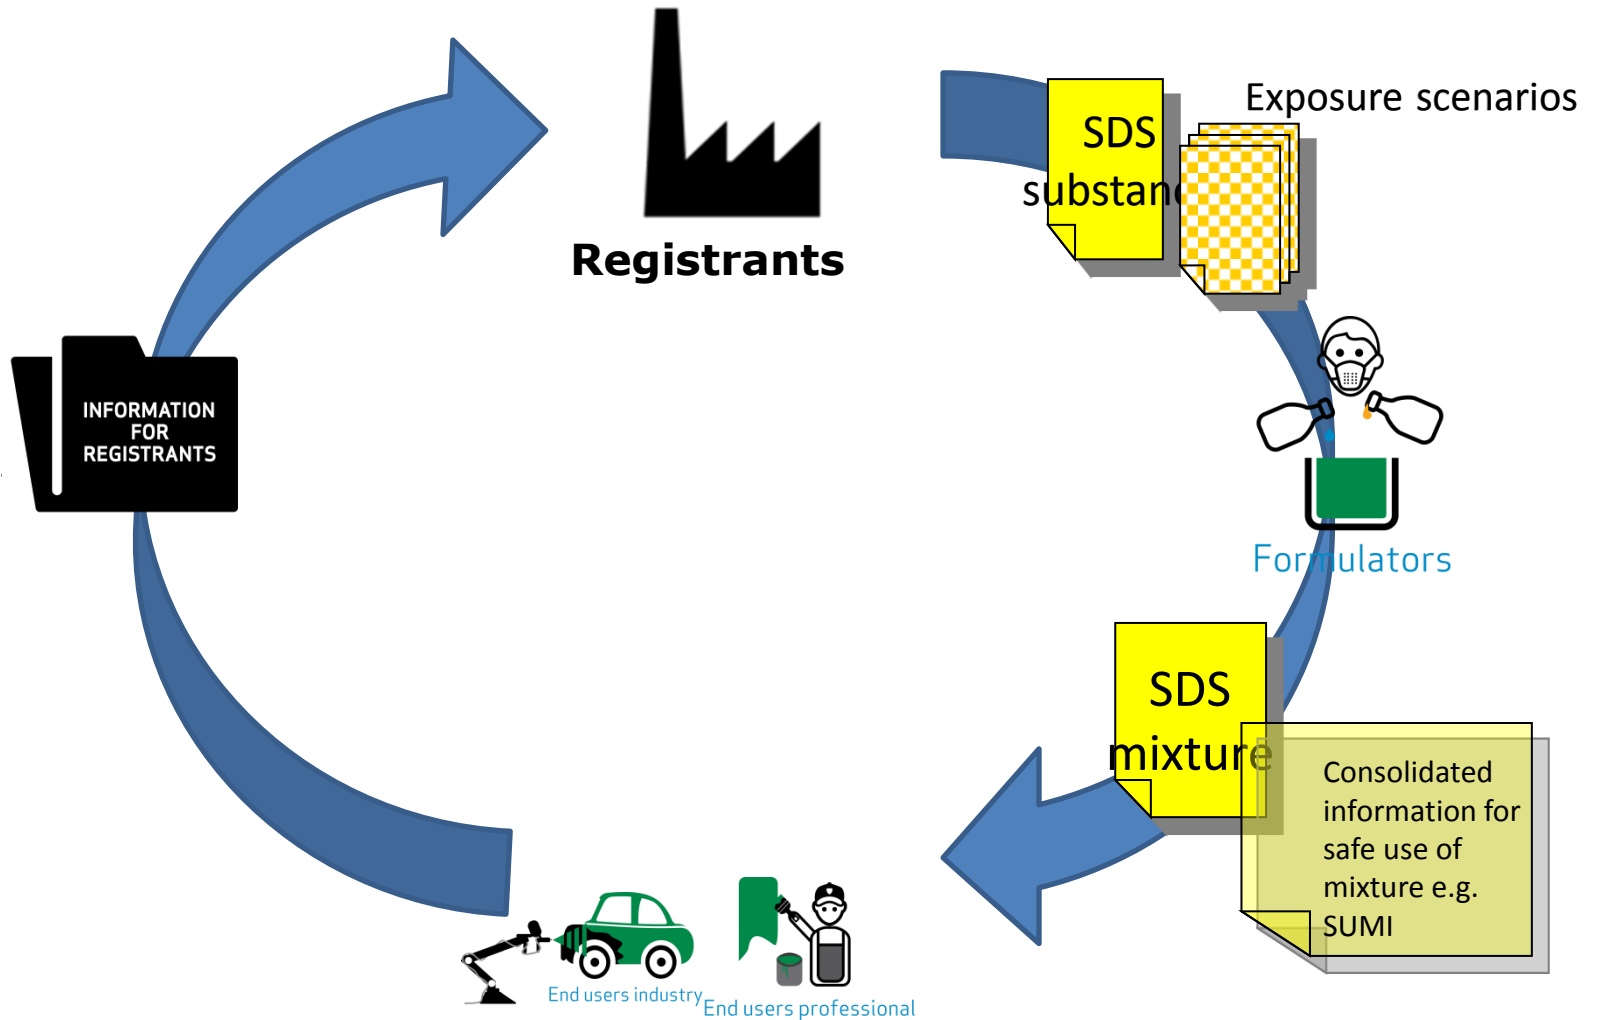 Exposure scenarios
SDS
substanc
Registrants
INFORMATION
FOR
REGISTRANTS
Formulators
SDS
mixture
Consolidated
information for
safe use of
mixture e.g.
SUMI
End users industry
End users professional